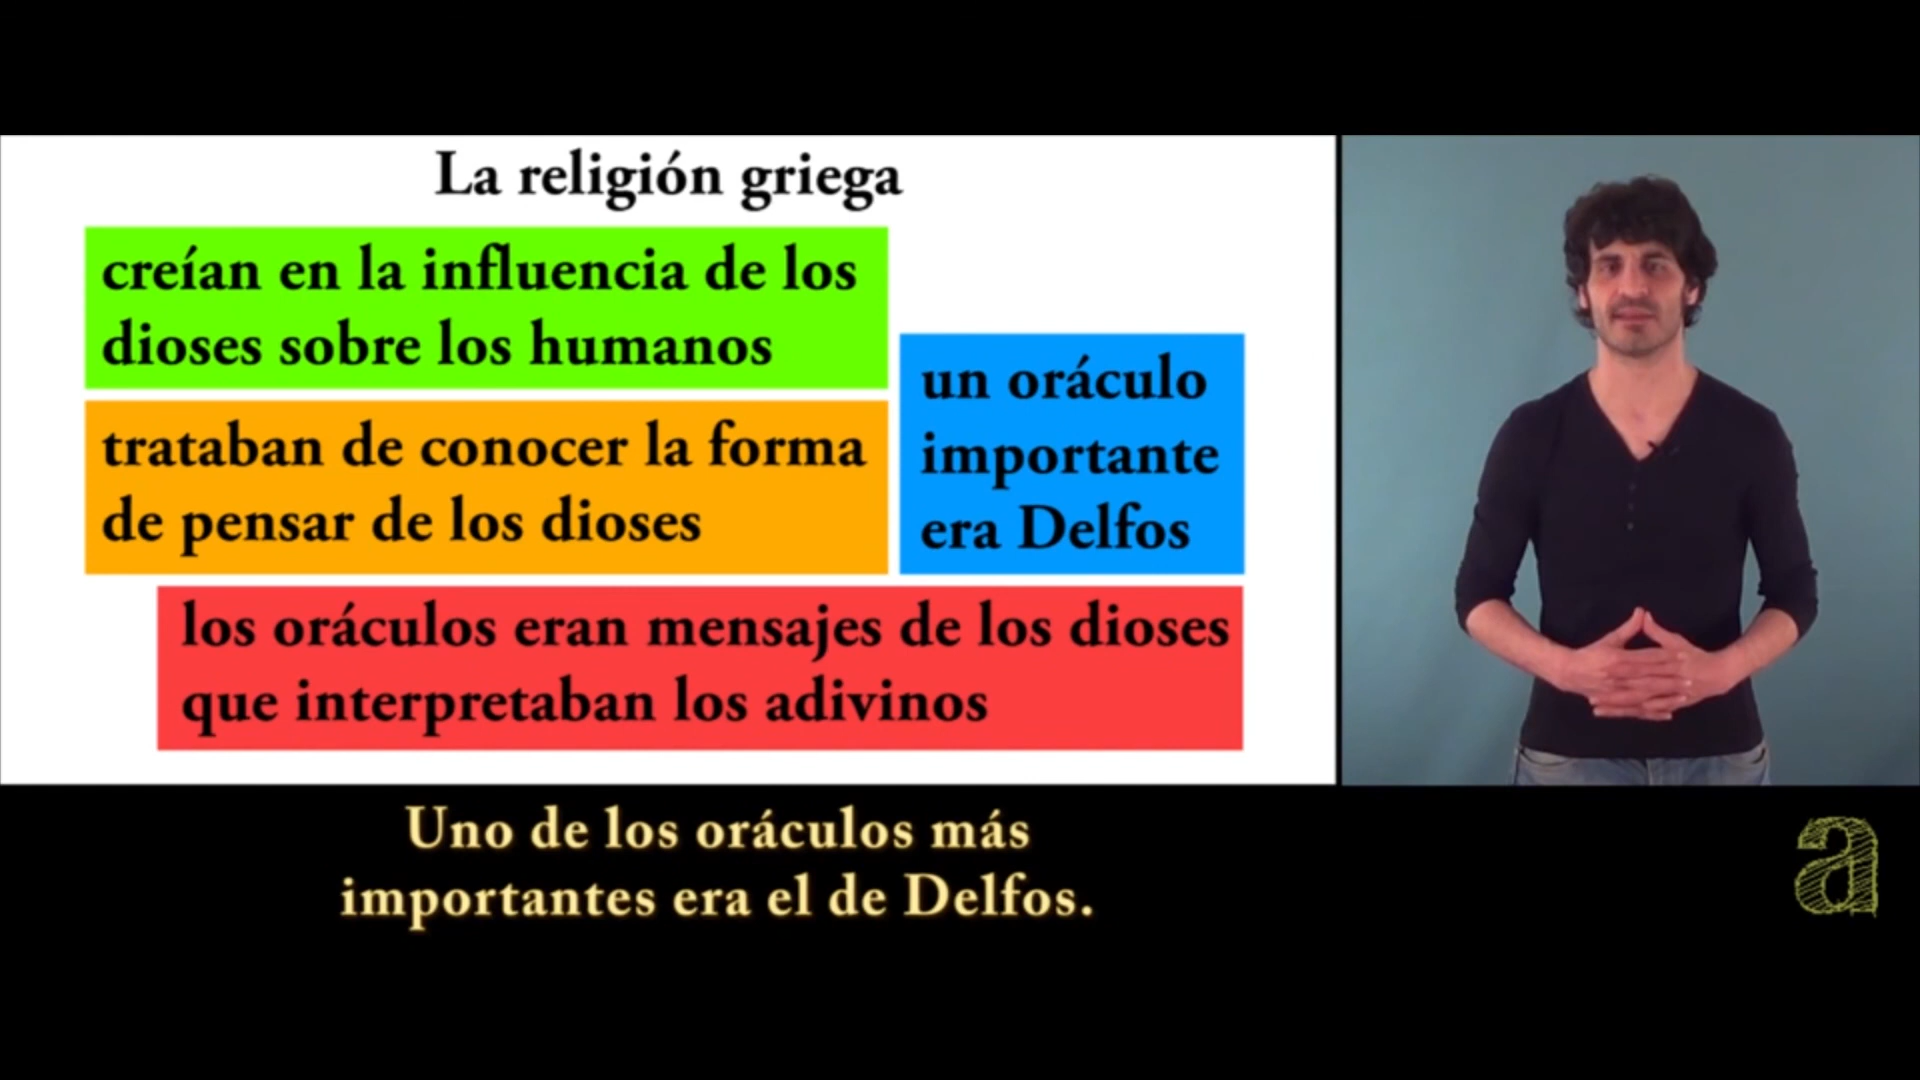 La religión griega
creían en la influencia de los
dioses sobre los humanos
trataban de conocer la forma
de pensar de los dioses
un oráculo
importante
era Delfos
los oráculos eran mensajes de los dioses
que interpretaban los adivinos
Uno de los oráculos más
importantes era el de Delfos.
a